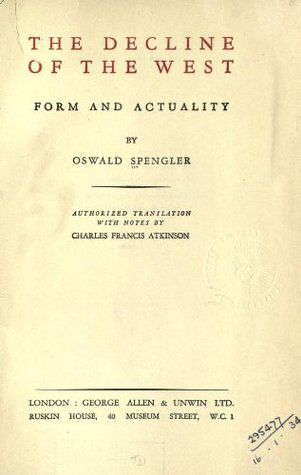 THE DECLINE
OF THE WEST
FORM AND ACTUALITY
BY
OSWALD SPENGLER
AUTHORIZED TRANSLATION
WITH NOTES BY
CHARLES FRANCIS ATKINSON
LONDON : GEORGE ALLEN & UNWIN LTD.
RUSKIN HOUSE, 40 MUSEUM STREET, W.C. 1
295477
16 - 1 - 34